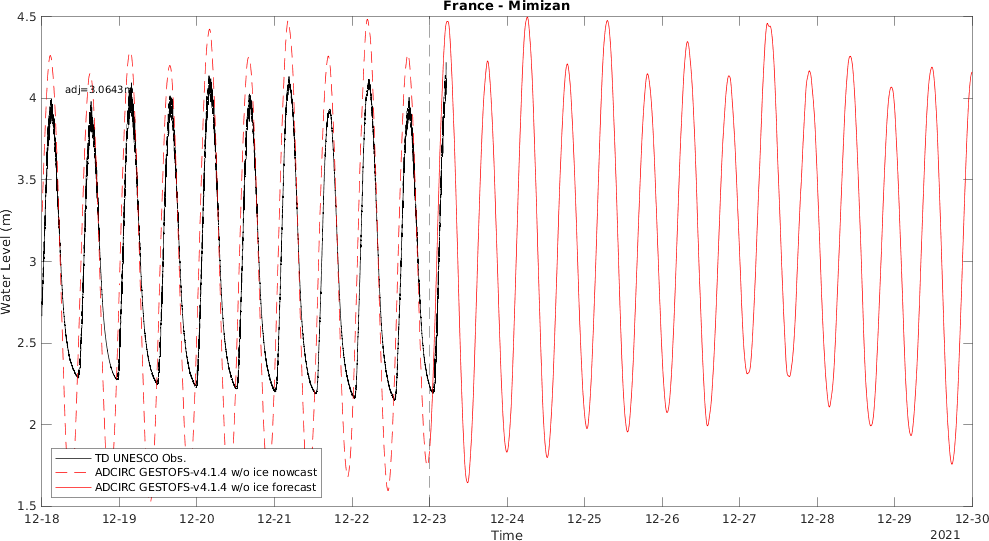 France - Mimizan
4.5
4
3.5
3
2.5
2
1.5
Water Level (m)
adj=3.0643m
TD UNESCO Obs.
ADCIRC GESTOFS-v4.1.4 w/o ice nowcast
ADCIRC GESTOFS-v4.1.4 w/o ice forecast
12-18 12-19 12-20 12-21 12-22 12-23 12-24 12-25 12-26 12-27 12-28 12-29 12-30
Time
2021